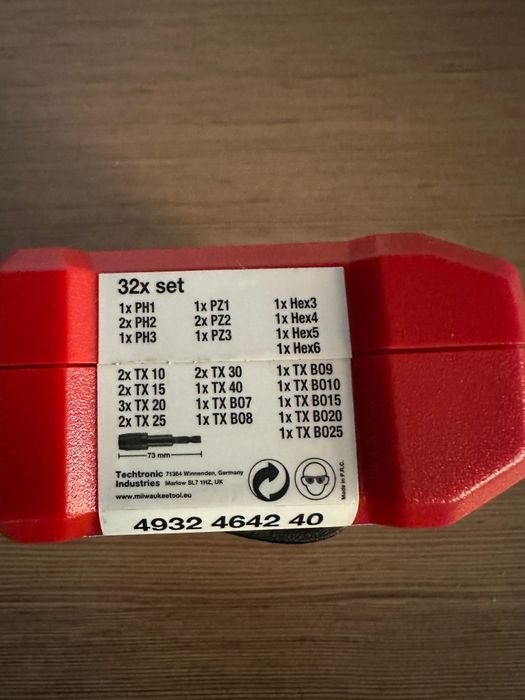 32x set
1x PH1 1x PZ1 1x Hex3
2x PH2 2x PZ2 1x Hex4
1x PH3 1x PZ3 1x Hex5
1x Hex6
2x TX 10 2x TX 30 1x TX B09
2x TX 15 1x TX 40 1x TX BO10
3x TX 20 1x TX B07 1x TX BO15
2x TX 25 1x TX B08 1x TX BO20
1x TX BO25
73 mm
Techtronic 71364 Winnenden, Germany
Industries Marlow SL7 1HZ, UK
www.milwaukeetool.eu
Made in P.R.C.
4932 4642 40